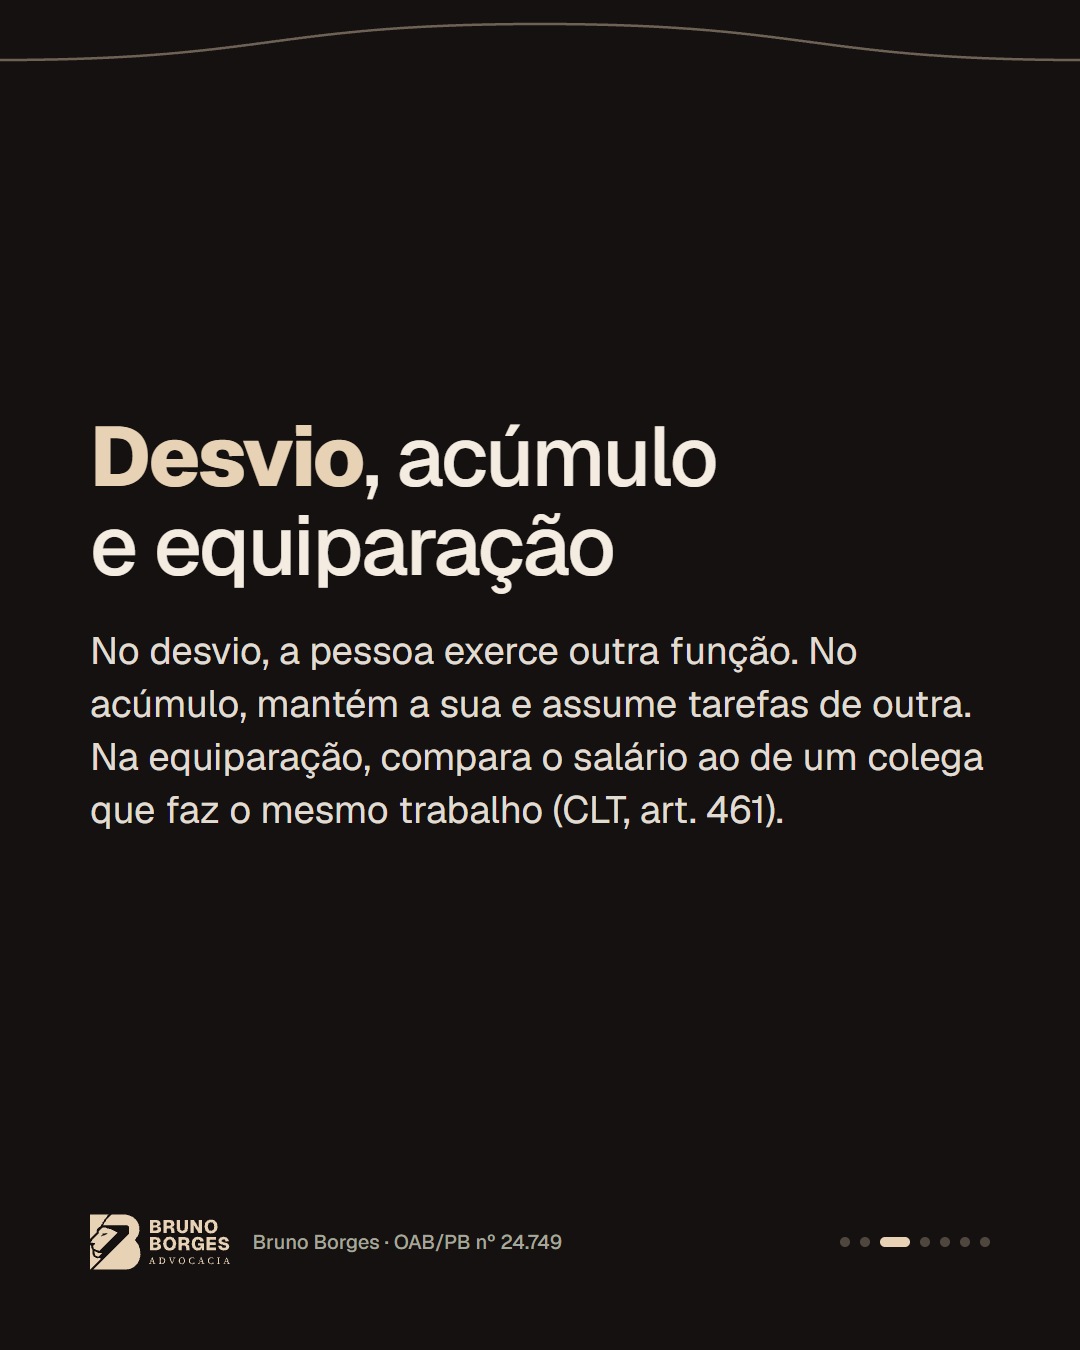 Desvio, acúmulo
e equiparação
No desvio, a pessoa exerce outra função. No
acúmulo, mantém a sua e assume tarefas de outra.
Na equiparação, compara o salário ao de um colega
que faz o mesmo trabalho (CLT, art. 461).
BRUNO
BORGES
ADVOCACIA
Bruno Borges · OAB/PB nº 24.749